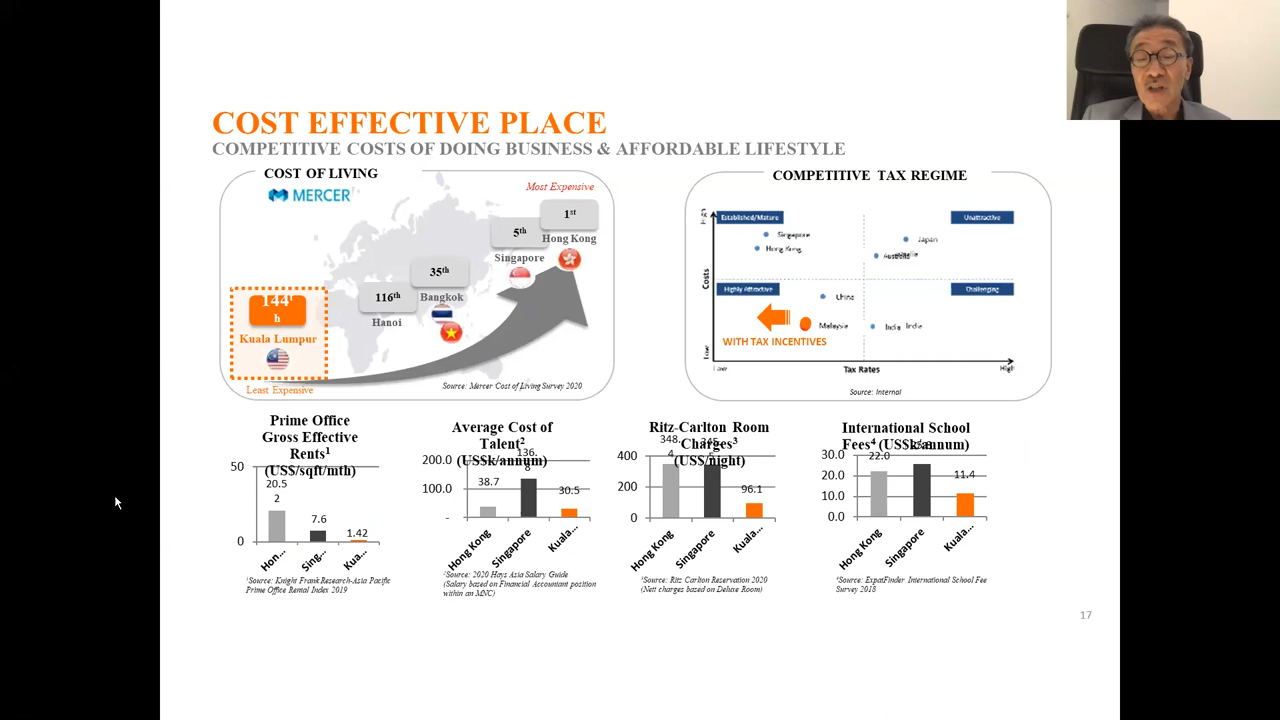 COST EFFECTIVE PLACE
COMPETITIVE COSTS OF DOING BUSINESS & AFFORDABLE LIFESTYLE
COST OF LIVING
MERCER
Most Expensive
1st
Hong Kong
5th
Singapore
35th
Bangkok
116th
Hanoi
144t
h
Kuala Lumpur
Least Expensive
Source: Mercer Cost of Living Survey 2020
COMPETITIVE TAX REGIME
High
Established/Mature
Unattractive
Singapore
Hong Kong
Japan
Australia
Costs
Highly Attractive
Challenging
China
Malaysia
India India
WITH TAX INCENTIVES
Low
Low
Tax Rates
High
Source: Internal
Prime Office
Gross Effective
Rents1
(US$/sqft/mth)
50
20.5
2
7.6
1.42
0
Hon...
Sing...
Kua...
1Source: Knight Frank Research-Asia Pacific
Prime Office Rental Index 2019
Average Cost of
Talent2
(US$k/annum)
200.0
136.
8
100.0
38.7
30.5
-
Hong Kong
Singapore
Kuala...
2Source: 2020 Hays Asia Salary Guide
(Salary based on Financial Accountant position
within an MNC)
Ritz-Carlton Room
Charges3
(US$/night)
348.
4
400
200
96.1
0
Hong Kong
Singapore
Kuala...
3Source: Ritz Carlton Reservation 2020
(Nett charges based on Deluxe Room)
International School
Fees4 (US$k/annum)
30.0
22.0
20.0
11.4
10.0
0.0
Hong Kong
Singapore
Kuala...
4Source: ExpatFinder International School Fee
Survey 2018
17